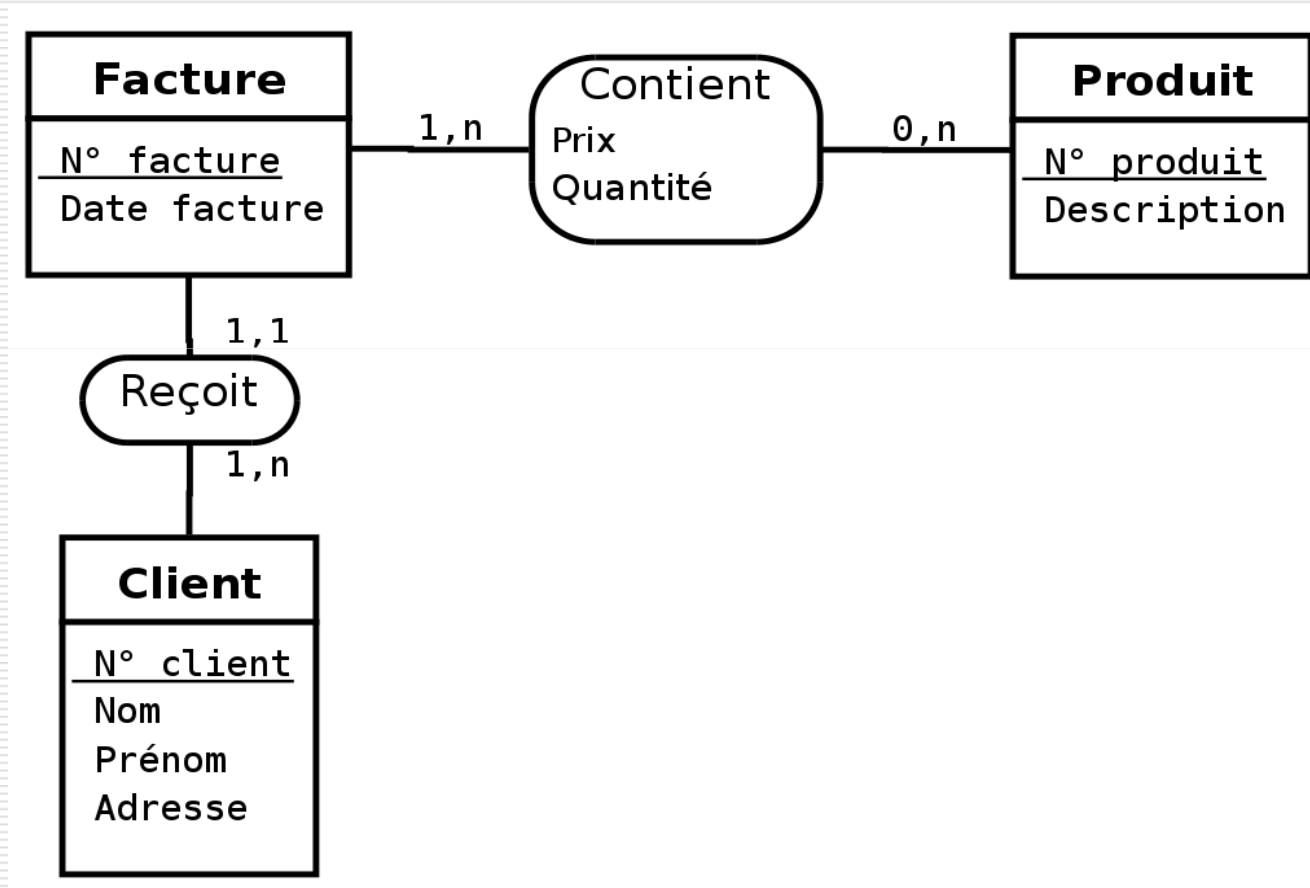 Facture
N° facture
Date facture
1,n
Contient
Prix
Quantité
0,n
Produit
N° produit
Description
1,1
Reçoit
1,n
Client
N° client
Nom
Prénom
Adresse